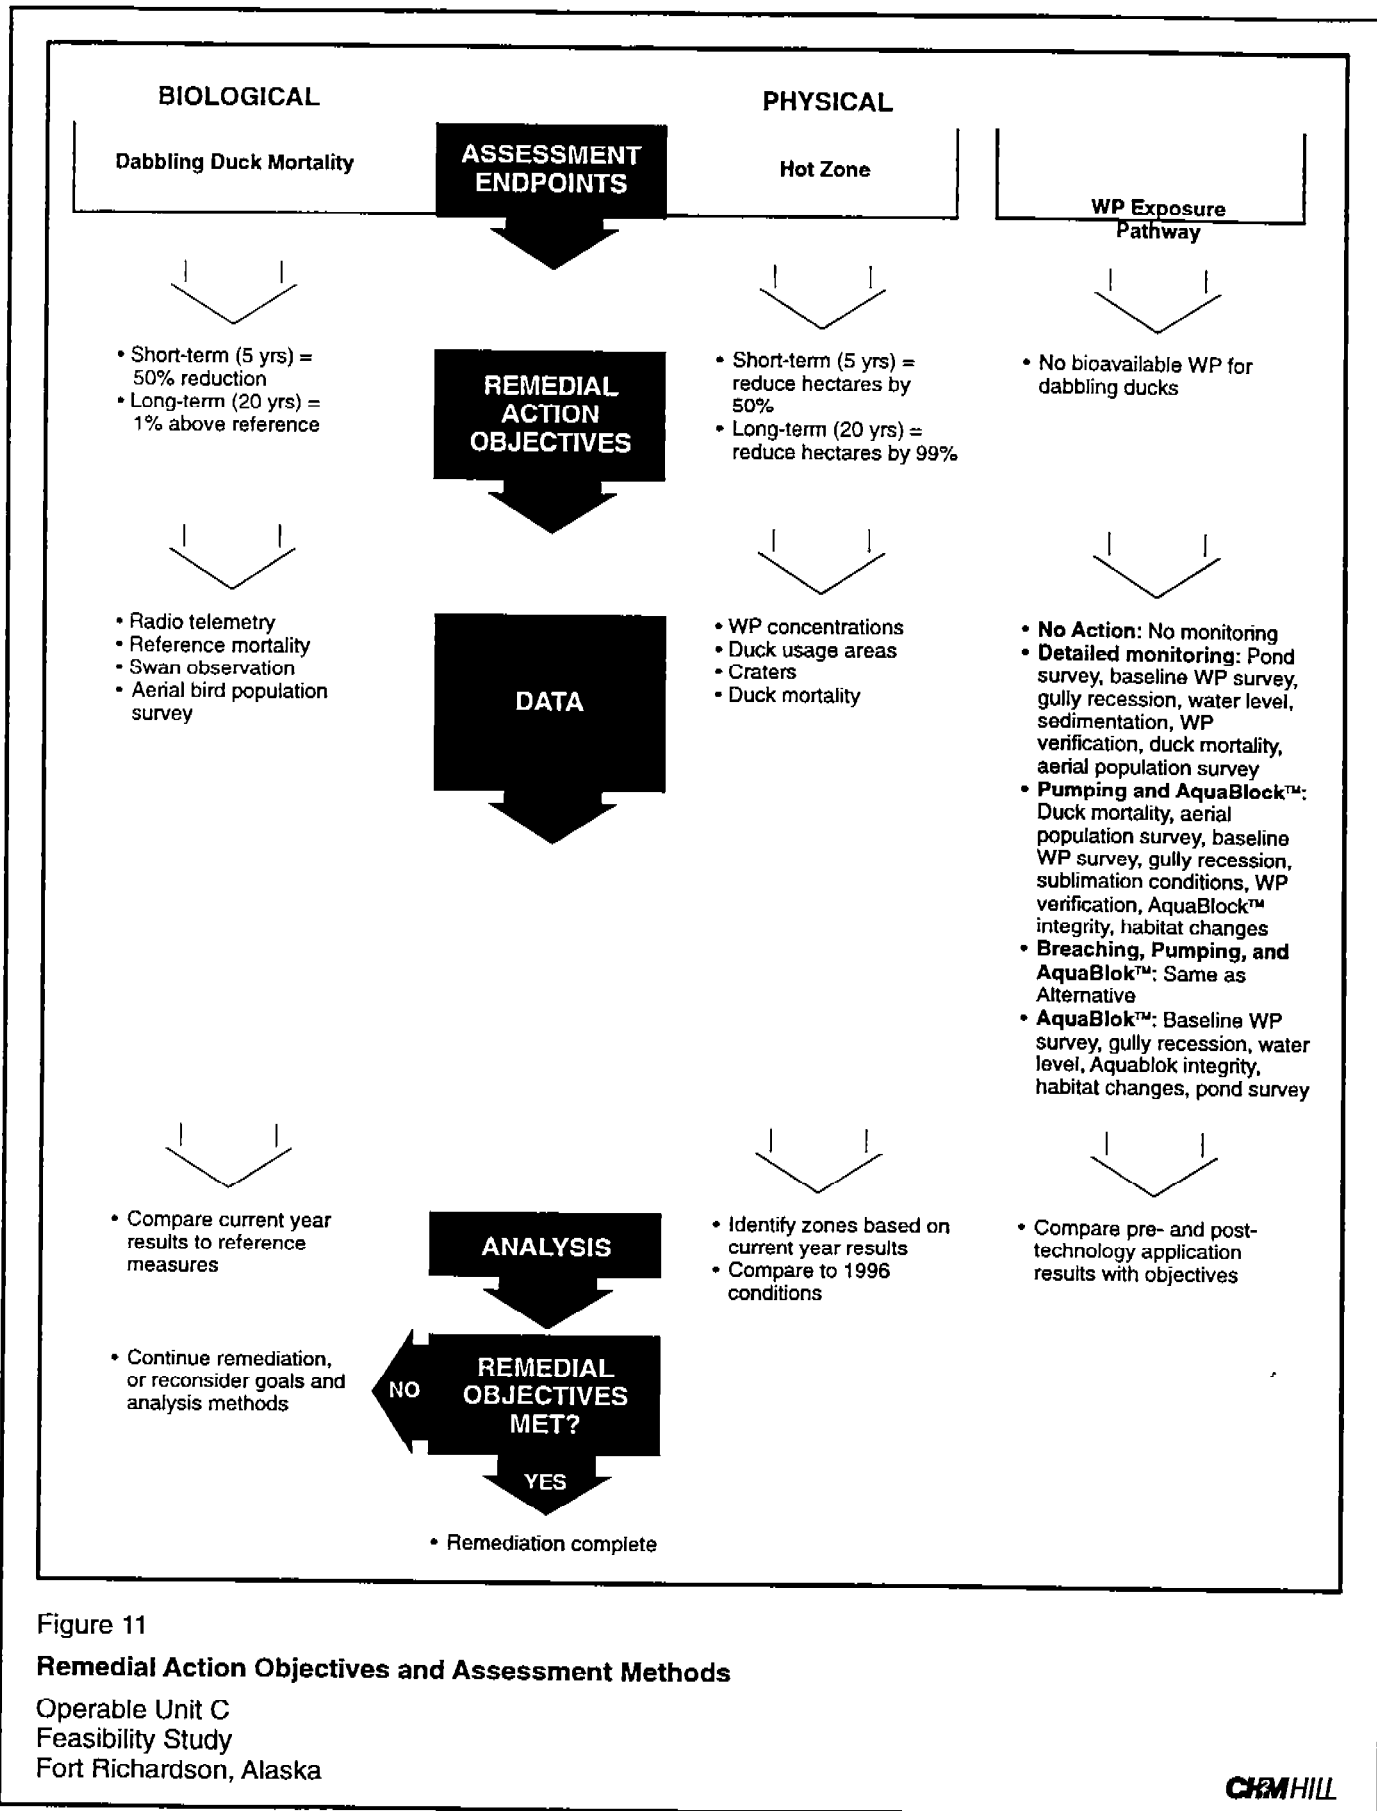 BIOLOGICAL
Dabbling Duck Mortality
ASSESSMENT
ENDPOINTS
PHYSICAL
Hot Zone
WP Exposure
Pathway
• Short-term (5 yrs) =
50% reduction
• Long-term (20 yrs) =
1% above reference
REMEDIAL
ACTION
OBJECTIVES
• Short-term (5 yrs) =
reduce hectares by
50%
• Long-term (20 yrs) =
reduce hectares by 99%
• No bioavailable WP for
dabbling ducks
• Radio telemetry
• Reference mortality
• Swan observation
• Aerial bird population
survey
DATA
• WP concentrations
• Duck usage areas
• Craters
• Duck mortality
• No Action: No monitoring
• Detailed monitoring: Pond
survey, baseline WP survey,
gully recession, water level,
sedimentation, WP
verification, duck mortality,
aerial population survey
• Pumping and AquaBlock™:
Duck mortality, aerial
population survey, baseline
WP survey, gully recession,
sublimation conditions, WP
verification, AquaBlock™
integrity, habitat changes
• Breaching, Pumping, and
AquaBlok™: Same as
Alternative
• AquaBlok™: Baseline WP
survey, gully recession, water
level, Aquablok integrity,
habitat changes, pond survey
• Compare current year
results to reference
measures
ANALYSIS
• Identify zones based on
current year results
• Compare to 1996
conditions
• Compare pre- and post-
technology application
results with objectives
• Continue remediation,
or reconsider goals and
analysis methods
NO
REMEDIAL
OBJECTIVES
MET?
YES
• Remediation complete
Figure 11
Remedial Action Objectives and Assessment Methods
Operable Unit C
Feasibility Study
Fort Richardson, Alaska
CH2MHILL